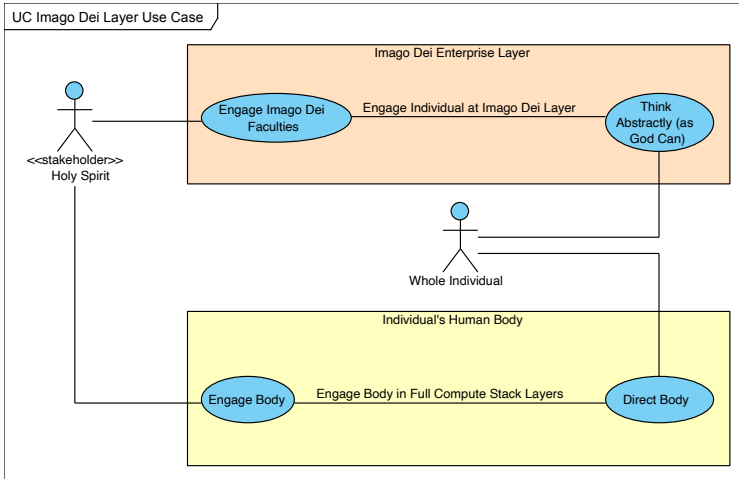 UC Imago Dei Layer Use Case
Imago Dei Enterprise Layer
Engage Imago Dei
Faculties
Engage Individual at Imago Dei Layer
Think
Abstractly (as
God Can)
<<stakeholder>>
Holy Spirit
Whole Individual
Individual's Human Body
Engage Body
Engage Body in Full Compute Stack Layers
Direct Body